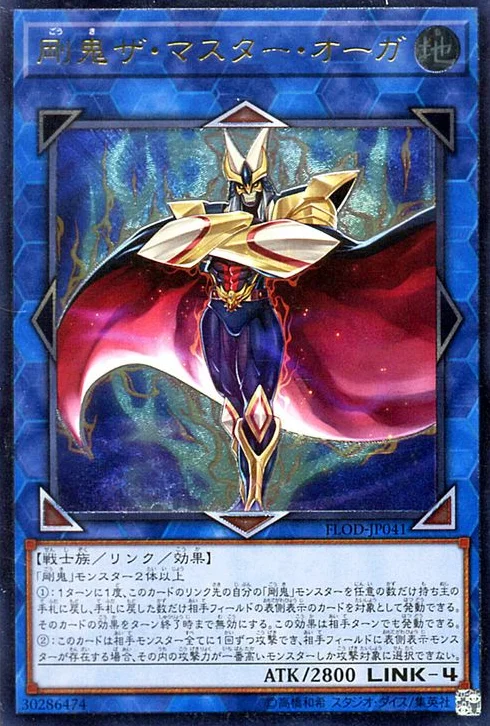 剛鬼ザ・マスター・オーガ
地
FLOD-JP041
【戦士族／リンク／効果】
「剛鬼」モンスター2体以上
①：1ターンに1度、このカードのリンク先の自分の「剛鬼」モンスターを任意の数だけ持ち主の
手札に戻し、手札に戻した数だけ相手フィールドの表側表示のカードを対象として発動できる。
そのカードの効果をターン終了時まで無効にする。この効果は相手ターンでも発動できる。
②：このカードは相手モンスター全てに1回ずつ攻撃でき、相手フィールドに表側表示モンス
ターが存在する場合、その内の攻撃力が一番高いモンスターしか攻撃対象に選択できない。
ATK/2800 LINK-4
30286474
©高橋和希 スタジオ・ダイス/集英社